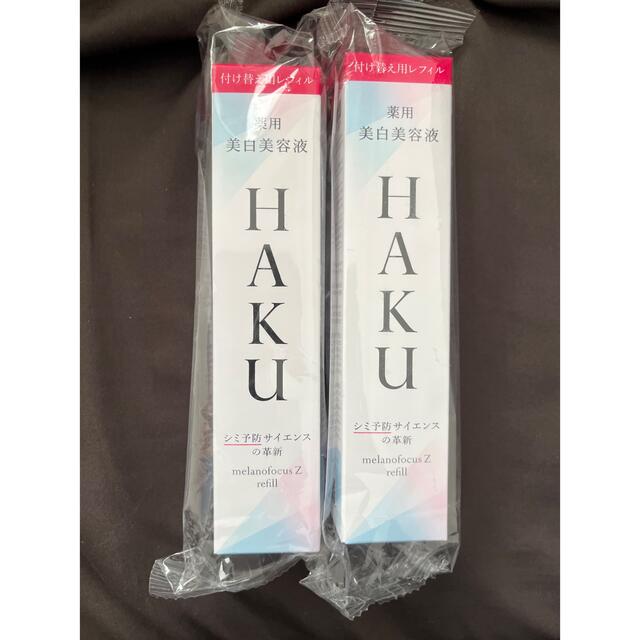 付け替え用レフィル
薬用
美白美容液
HAKU
シミ予防サイエンス
の革新
melanofocus Z
refill
付け替え用レフィル
薬用
美白美容液
HAKU
シミ予防サイエンス
の革新
melanofocus Z
refill